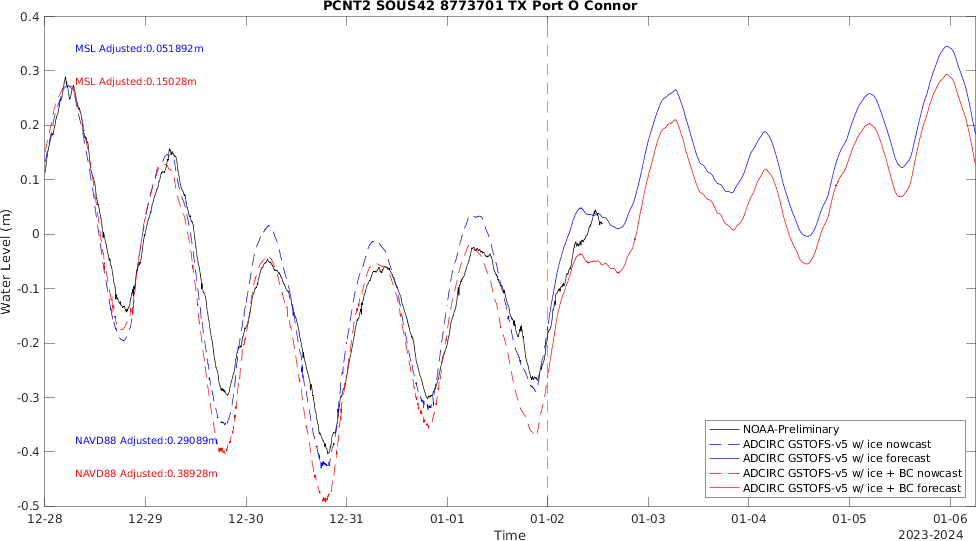 PCNT2 SOUS42 8773701 TX Port O Connor
0.4
0.3
0.2
0.1
0
-0.1
-0.2
-0.3
-0.4
-0.5
Water Level (m)
MSL Adjusted:0.051892m
MSL Adjusted:0.15028m
NAVD88 Adjusted:0.29089m
NAVD88 Adjusted:0.38928m
NOAA-Preliminary
ADCIRC GSTOFS-v5 w/ ice nowcast
ADCIRC GSTOFS-v5 w/ ice forecast
ADCIRC GSTOFS-v5 w/ ice + BC nowcast
ADCIRC GSTOFS-v5 w/ ice + BC forecast
12-28 12-29 12-30 12-31 01-01 01-02 01-03 01-04 01-05 01-06
Time
2023-2024